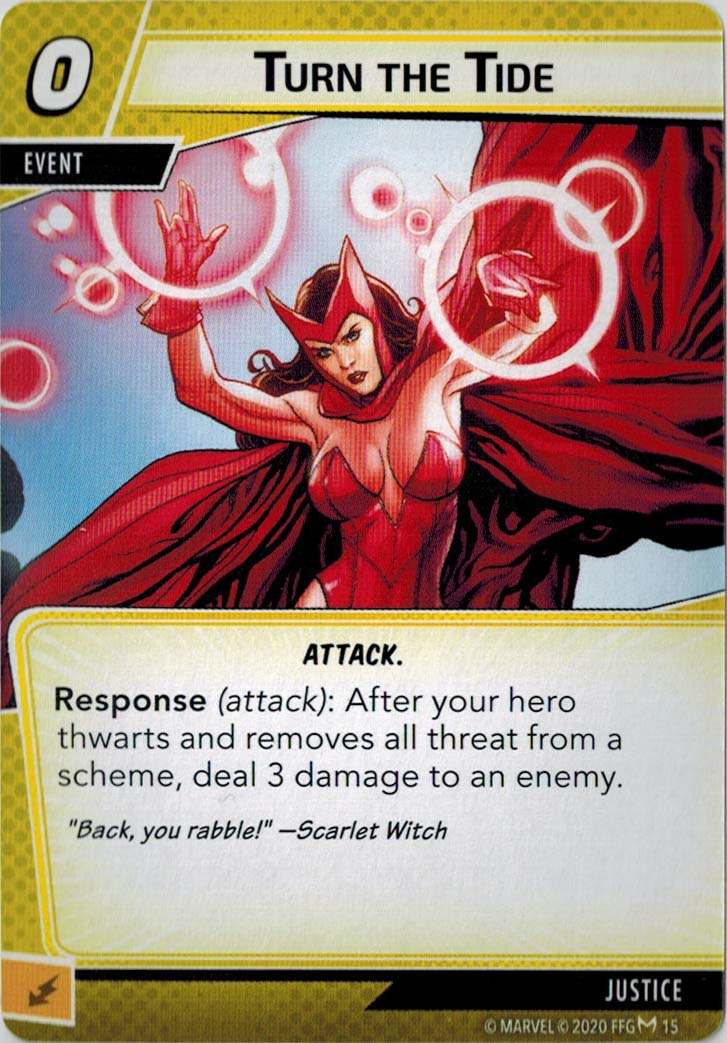 0
TURN THE TIDE
EVENT
ATTACK.
Response (attack): After your hero
thwarts and removes all threat from a
scheme, deal 3 damage to an enemy.
"Back, you rabble!" —Scarlet Witch
JUSTICE
© MARVEL © 2020 FFG 15